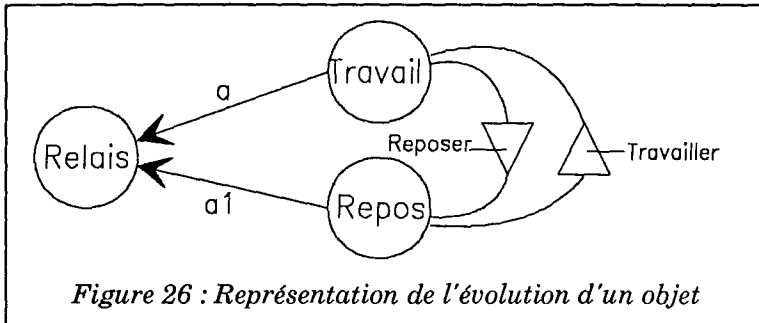 Travail
a
Reposer
Travailler
Relais
a1
Repos
Figure 26 : Représentation de l'évolution d'un objet